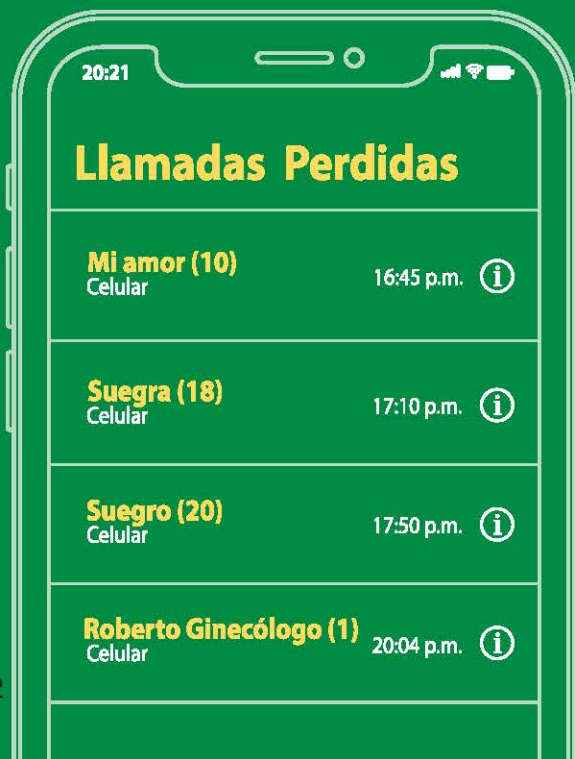 20:21
Llamadas Perdidas
Mi amor (10)
Celular
16:45 p.m.
Suegra (18)
Celular
17:10 p.m.
Suegro (20)
Celular
17:50 p.m.
Roberto Ginecólogo (1)
Celular
20:04 p.m.